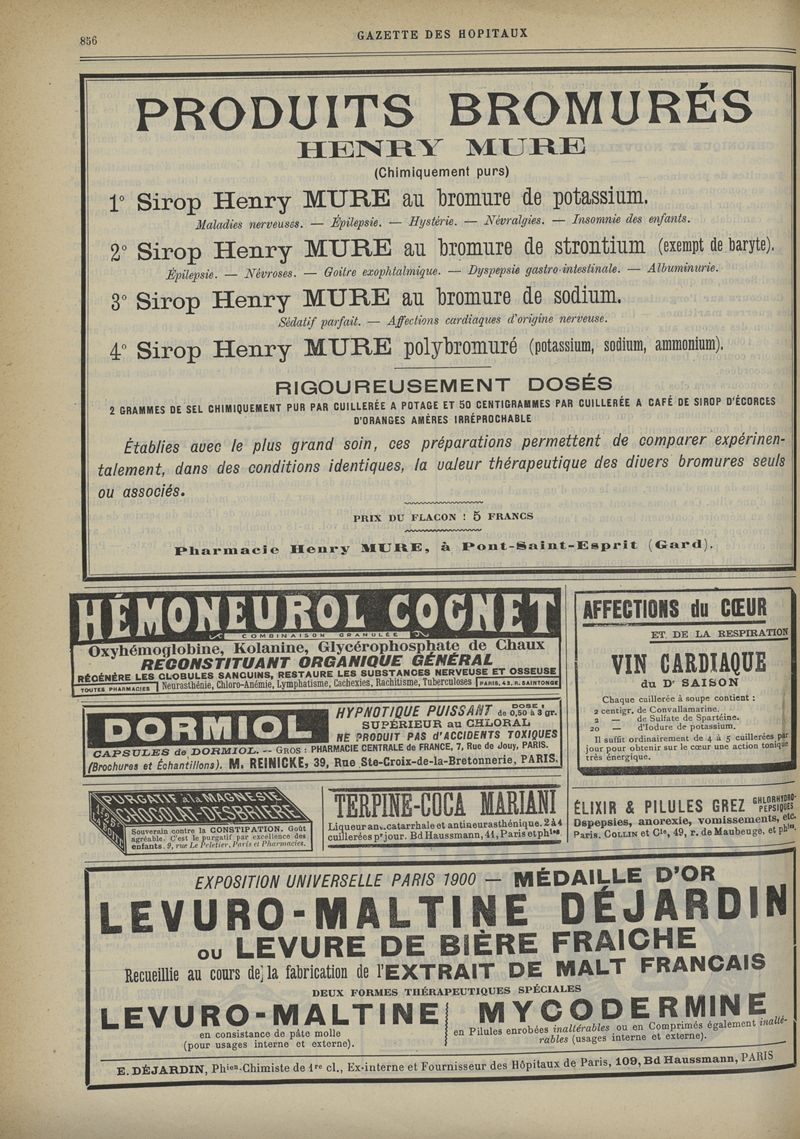 856
GAZETTE DES HOPITAUX
PRODUITS BROMURÉS
HENRY MURE
(Chimiquement purs)
1° Sirop Henry MURE au bromure de potassium.
Maladies nerveuses. — Épilepsie. — Hystérie. — Névralgies. — Insomnie des enfants.
2° Sirop Henry MURE au bromure de strontium (exempt de baryte).
Épilepsie. — Névroses. — Goitre exophtalmique. — Dyspepsie gastro-intestinale. — Albuminurie.
3° Sirop Henry MURE au bromure de sodium.
Sédatif parfait. — Affections cardiaques d'origine nerveuse.
4° Sirop Henry MURE polybromuré (potassium, sodium, ammonium).
RIGOUREUSEMENT DOSÉS
2 GRAMMES DE SEL CHIMIQUEMENT PUR PAR CUILLERÉE A POTAGE ET 50 CENTIGRAMMES PAR CUILLERÉE A CAFÉ DE SIROP D'ÉCORCES
D'ORANGES AMÈRES IRRÉPROCHABLE
Établies avec le plus grand soin, ces préparations permettent de comparer expérimen-
talement, dans des conditions identiques, la valeur thérapeutique des divers bromures seuls
ou associés.
PRIX DU FLACON : 5 FRANCS
Pharmacie Henry MURE, à Pont-Saint-Esprit (Gard).
HÉMONEUROL COGNET
COMBINAISON GRANULÉE
Oxyhémoglobine, Kolanine, Glycérophosphate de Chaux
RECONSTITUANT ORGANIQUE GÉNÉRAL
RÉGÉNÈRE LES GLOBULES SANGUINS, RESTAURE LES SUBSTANCES NERVEUSE ET OSSEUSE
TOUTES PHARMACIES Neurasthénie, Chloro-Anémie, Lymphatisme, Cachexies, Rachitisme, Tuberculoses PARIS, 43, R. SAINTONGE
DORMIOL
HYPNOTIQUE PUISSANT DOSE, de 0,50 à 3 gr.
SUPÉRIEUR au CHLORAL
NE PRODUIT PAS D'ACCIDENTS TOXIQUES
CAPSULES de DORMIOL. — GROS : PHARMACIE CENTRALE de FRANCE, 7, Rue de Jouy, PARIS.
(Brochures et Échantillons). M. REINICKE, 39, Rue Ste-Croix-de-la-Bretonnerie, PARIS.
AFFECTIONS du CŒUR
ET DE LA RESPIRATION
VIN CARDIAQUE
du Dr SAISON
Chaque cuillerée à soupe contient :
2 centigr. de Convallamarine.
2 — de Sulfate de Spartéine.
20 — d'Iodure de potassium.
Il suffit ordinairement de 4 à 5 cuillerées par
jour pour obtenir sur le cœur une action tonique
très énergique.
PURGATIF à la MAGNÉSIE
CHOCOLAT-DESBRIÈRE
Souverain contre la CONSTIPATION. Goût
agréable. C'est le purgatif par excellence des
enfants. 9, rue Le Peletier, Paris et Pharmacies.
TERPINE-COCA MARIANI
Liqueur anticatarrhale et antineurasthénique. 2 à 4
cuillerées pr jour. Bd Haussmann, 41, Paris et phies
ÉLIXIR & PILULES GREZ CHLORHYDRO-PEPSIQUES
Dspepsies, anorexie, vomissements, etc.
Paris. COLLIN et Cie, 49, r. de Maubeuge, et phies.
EXPOSITION UNIVERSELLE PARIS 1900 — MÉDAILLE D'OR
LEVURO-MALTINE DÉJARDIN
OU LEVURE DE BIÈRE FRAICHE
Recueillie au cours de la fabrication de l'EXTRAIT DE MALT FRANCAIS
DEUX FORMES THÉRAPEUTIQUES SPÉCIALES
LEVURO-MALTINE
en consistance de pâte molle
(pour usages interne et externe).
MYCODERMINE
en Pilules enrobées inaltérables ou en Comprimés également inalté-
rables (usages interne et externe).
E. DÉJARDIN, Phien-Chimiste de 1re cl., Ex-interne et Fournisseur des Hôpitaux de Paris, 109, Bd Haussmann, PARIS